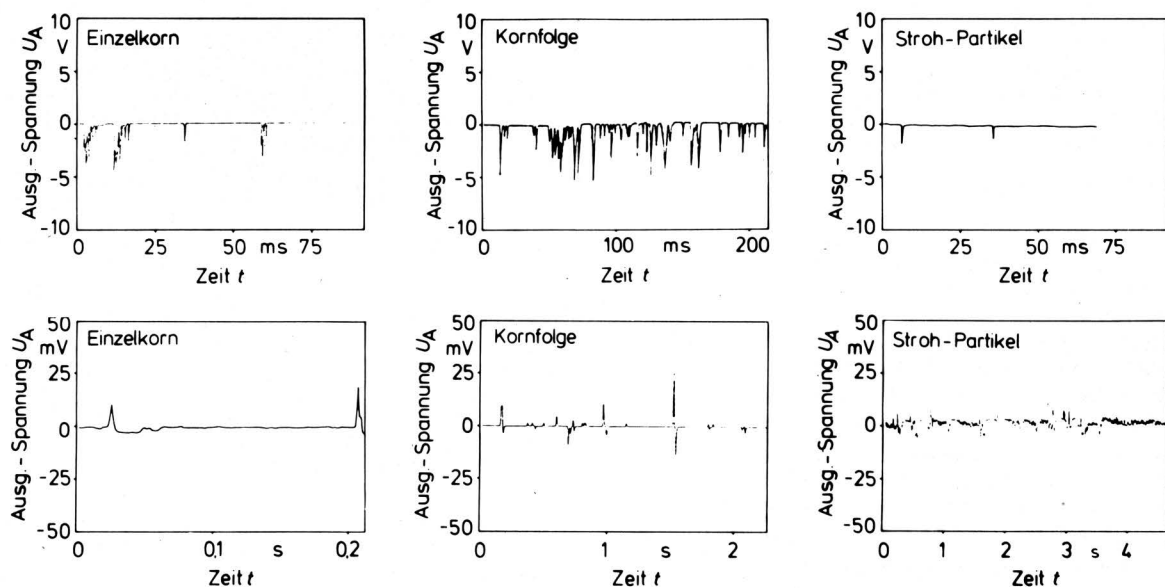 Ausg.-Spannung U_A
10
V
5
0
-5
-10
Einzelkorn
0 25 50 ms 75
Zeit t
Ausg.-Spannung U_A
10
V
5
0
-5
-10
Kornfolge
0 100 ms 200
Zeit t
Ausg.-Spannung U_A
10
V
5
0
-5
-10
Stroh-Partikel
0 25 50 ms 75
Zeit t
Ausg.-Spannung U_A
50
mV
25
0
-25
-50
Einzelkorn
0 0,1 s 0,2
Zeit t
Ausg.-Spannung U_A
50
mV
25
0
-25
-50
Kornfolge
0 1 s 2
Zeit t
Ausg.-Spannung U_A
50
mV
25
0
-25
-50
Stroh-Partikel
0 1 2 3 s 4
Zeit t